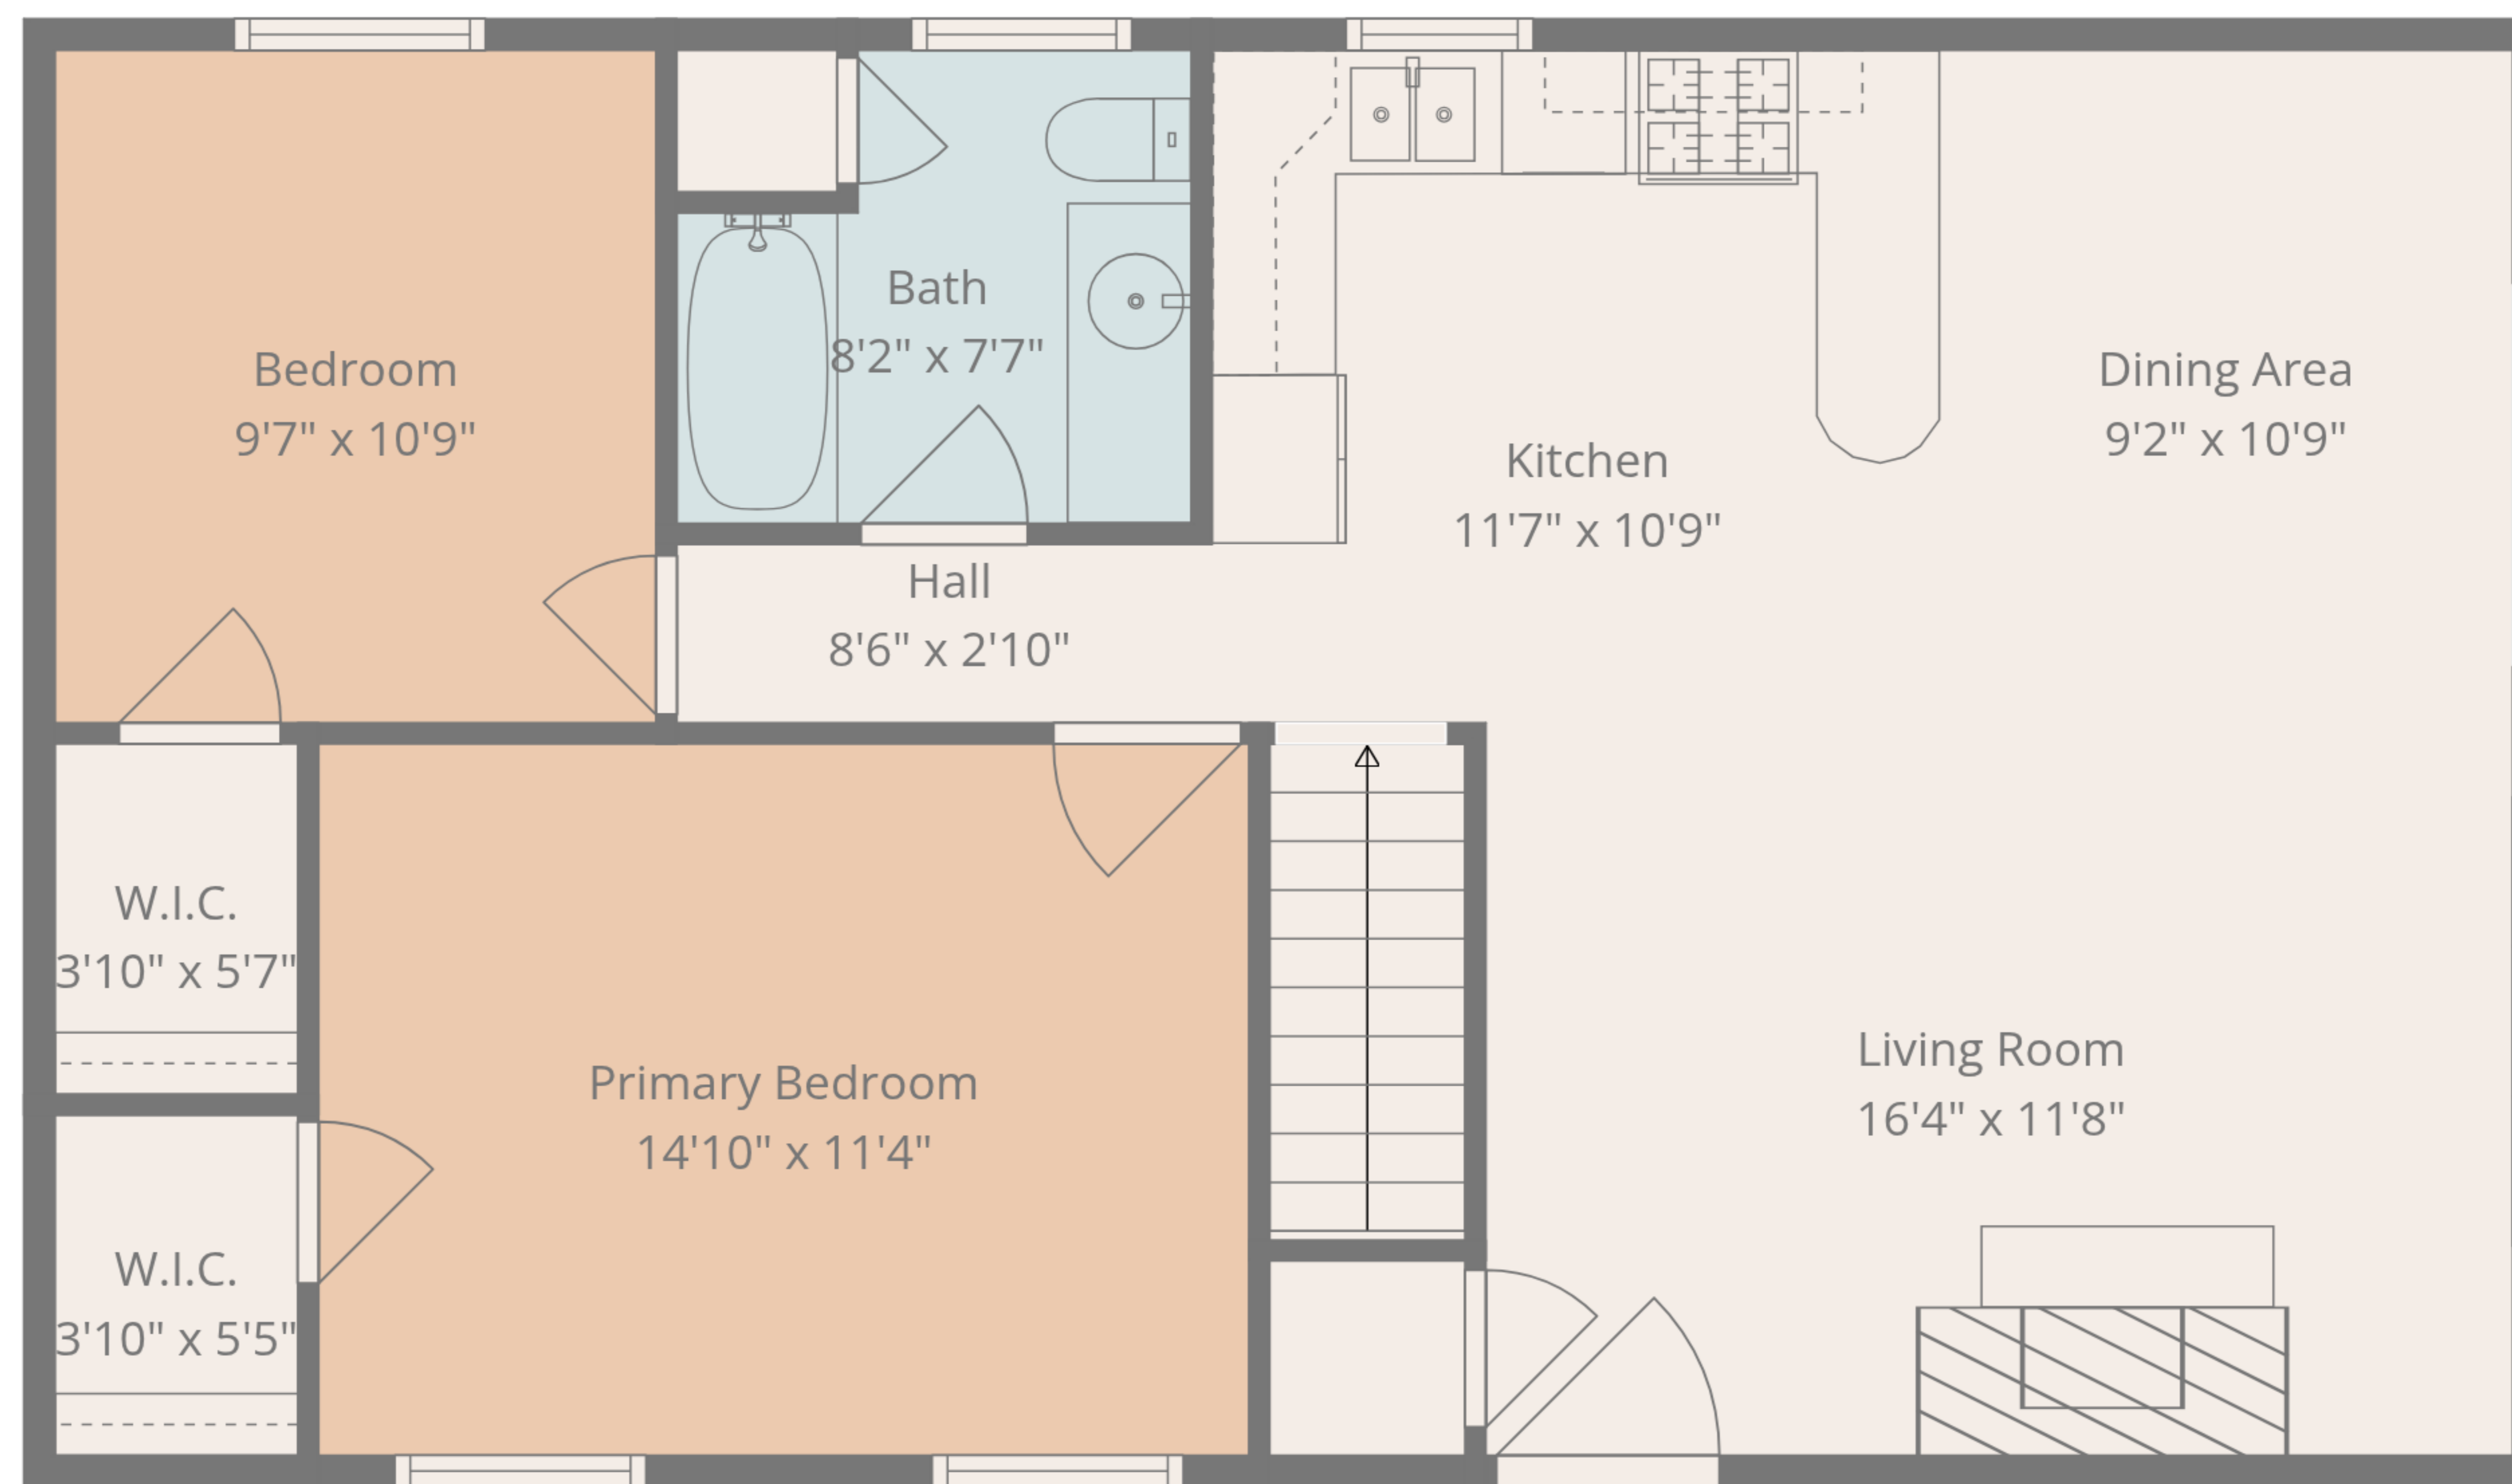 Bedroom
9'7" x 10'9"
Bath
8'2" x 7'7"
Hall
8'6" x 2'10"
Kitchen
11'7" x 10'9"
Dining Area
9'2" x 10'9"
W.I.C.
3'10" x 5'7"
W.I.C.
3'10" x 5'5"
Primary Bedroom
14'10" x 11'4"
Living Room
16'4" x 11'8"